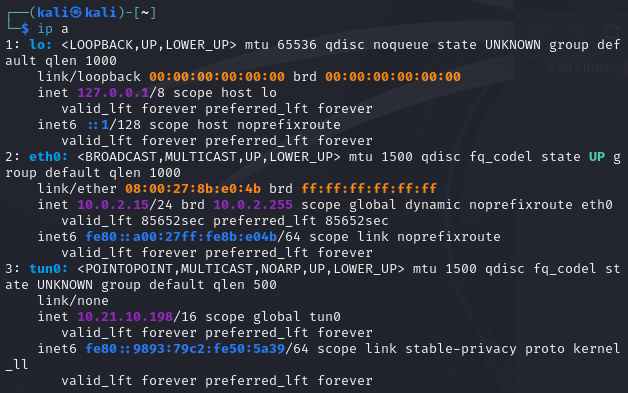 ┌──(kali㉿kali)-[~]
└─$ ip a
1: lo: <LOOPBACK,UP,LOWER_UP> mtu 65536 qdisc noqueue state UNKNOWN group def
ault qlen 1000
    link/loopback 00:00:00:00:00:00 brd 00:00:00:00:00:00
    inet 127.0.0.1/8 scope host lo
       valid_lft forever preferred_lft forever
    inet6 ::1/128 scope host noprefixroute
       valid_lft forever preferred_lft forever
2: eth0: <BROADCAST,MULTICAST,UP,LOWER_UP> mtu 1500 qdisc fq_codel state UP g
roup default qlen 1000
    link/ether 08:00:27:8b:e0:4b brd ff:ff:ff:ff:ff:ff
    inet 10.0.2.15/24 brd 10.0.2.255 scope global dynamic noprefixroute eth0
       valid_lft 85652sec preferred_lft 85652sec
    inet6 fe80::a00:27ff:fe8b:e04b/64 scope link noprefixroute
       valid_lft forever preferred_lft forever
3: tun0: <POINTOPOINT,MULTICAST,NOARP,UP,LOWER_UP> mtu 1500 qdisc fq_codel st
ate UNKNOWN group default qlen 500
    link/none
    inet 10.21.10.198/16 scope global tun0
       valid_lft forever preferred_lft forever
    inet6 fe80::9893:79c2:fe50:5a39/64 scope link stable-privacy proto kernel
_ll
       valid_lft forever preferred_lft forever
Kali Linux